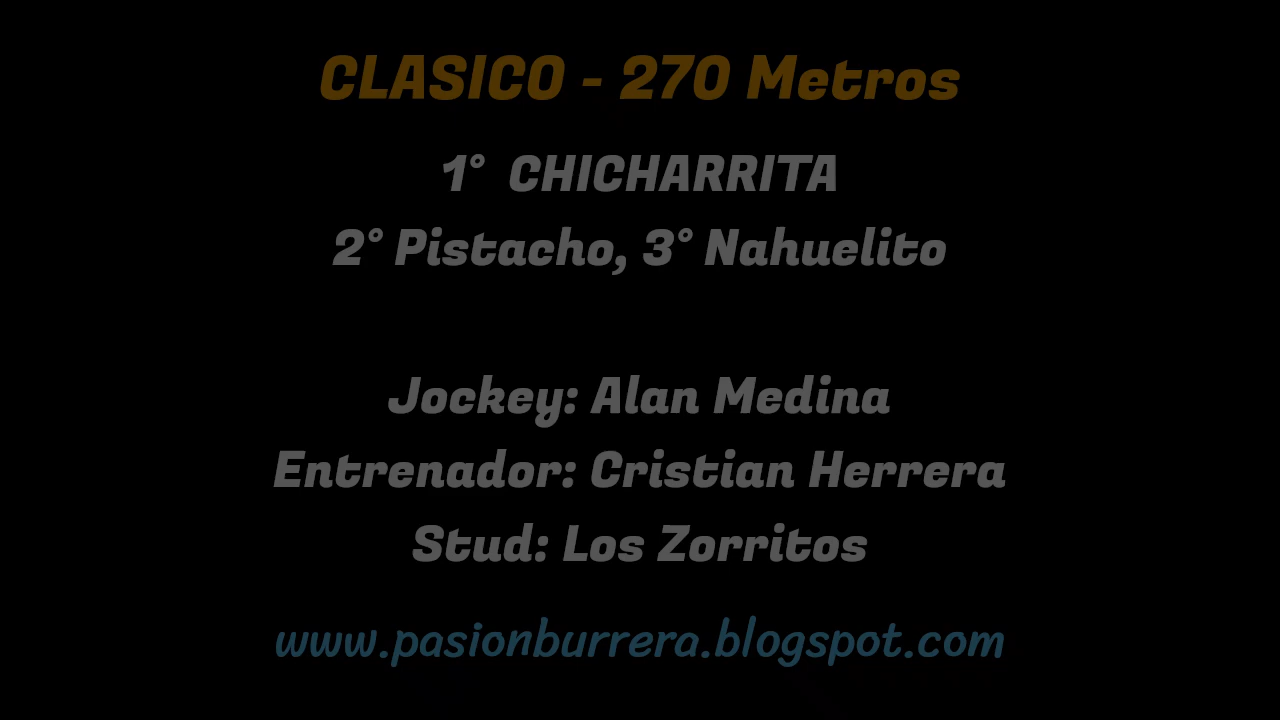 CLASICO - 270 Metros
1° CHICHARRITA
2° Pistacho, 3° Nahuelito
Jockey: Alan Medina
Entrenador: Cristian Herrera
Stud: Los Zorritos
www.pasionburrera.blogspot.com